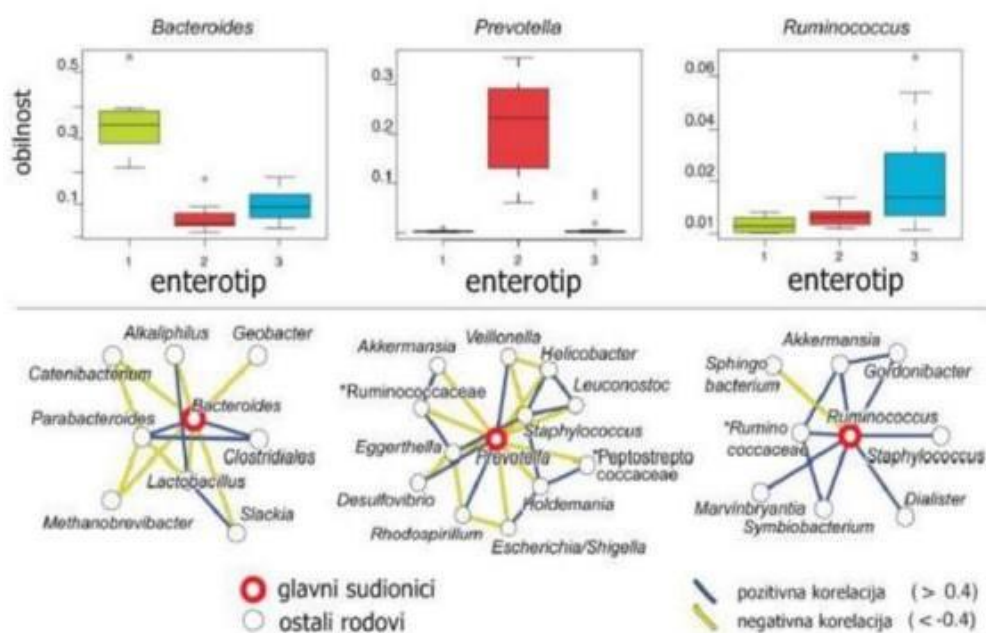 Bacteroides
Prevotella
Ruminococcus
obilnost
0.5
0.3
0.1
0.3
0.2
0.1
0.06
0.04
0.02
0.01
1 2 3
1 2 3
1 2 3
enterotip
enterotip
enterotip
Alkaliphilus
Geobacter
Catenibacterium
Parabacteroides
Bacteroides
Clostridiales
Lactobacillus
Methanobrevibacter
Slackia
Veillonella
Akkermansia
Helicobacter
*Ruminococcaceae
Leuconostoc
Eggerthella
Staphylococcus
Prevotella
*Peptostrepto
coccaceae
Desulfovibrio
Holdemania
Rhodospirillum
Escherichia/Shigella
Akkermansia
Sphingo
bacterium
Gordonibacter
Ruminococcus
*Rumino
coccaceae
Staphylococcus
Marvinbryantia
Dialister
Symbiobacterium
glavni sudionici
ostali rodovi
pozitivna korelacija (> 0.4)
negativna korelacija (<-0.4)